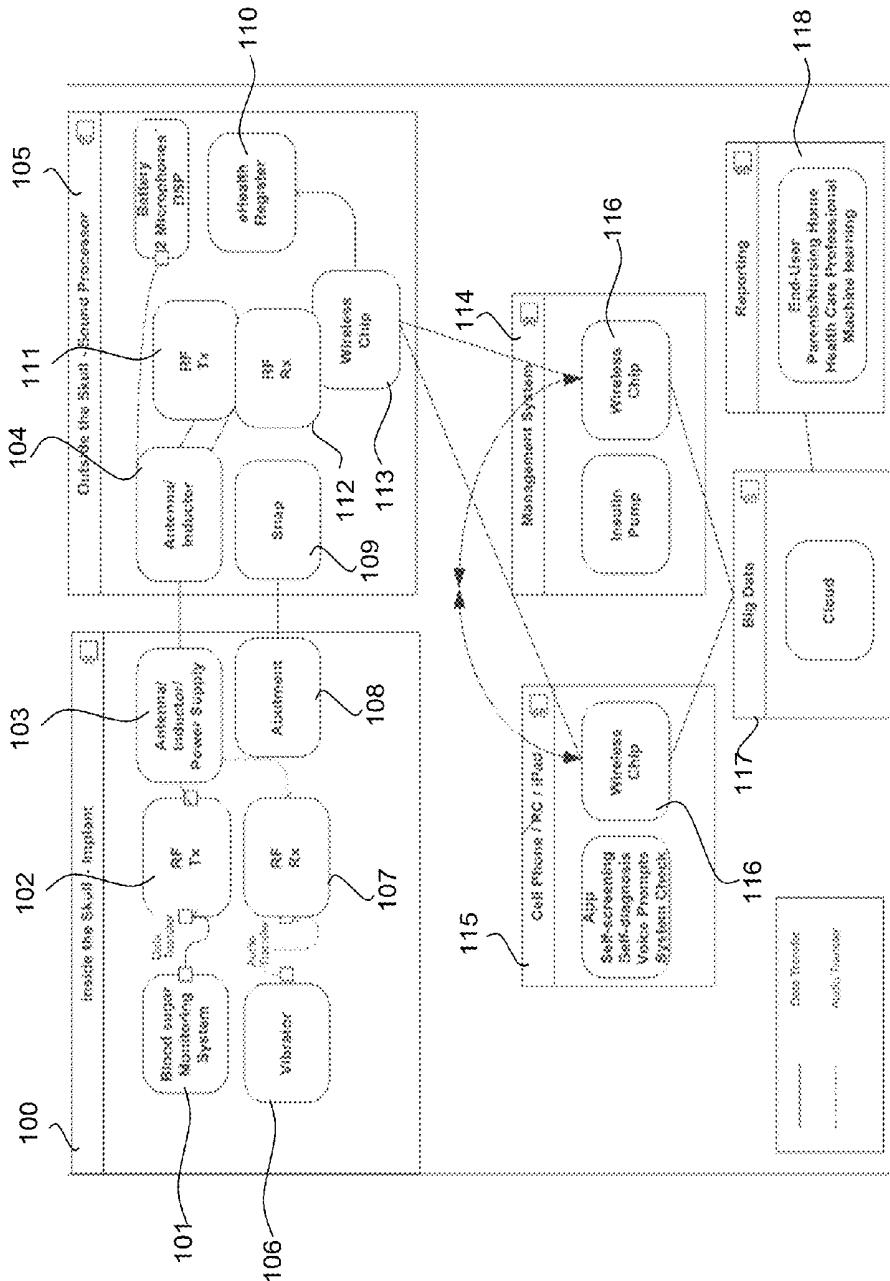 100
Inside the Skull - Implant
101
Blood sugar
Monitoring
System
Data
Transfer
102
RF
Tx
103
Antenna/
Inductor/
Power Supply
106
Vibrator
Audio
Transfer
107
RF
Rx
108
Abutment
105
Outside the Skull - Sound Processor
104
Antenna/
Inductor
111
RF
Tx
Battery
2 Microphones
DSP
110
eHealth
Register
109
Snap
112
RF
Rx
113
Wireless
Chip
115
Cell Phone / PC / iPad
App
Self-screening
Self-diagnosis
Voice Prompts
System Check
116
Wireless
Chip
114
Management System
Insulin
Pump
116
Wireless
Chip
117
Big Data
Cloud
Reporting
118
End-User
Parents/Nursing Home
Health Care Professional
Machine learning
Data Transfer
Audio Transfer